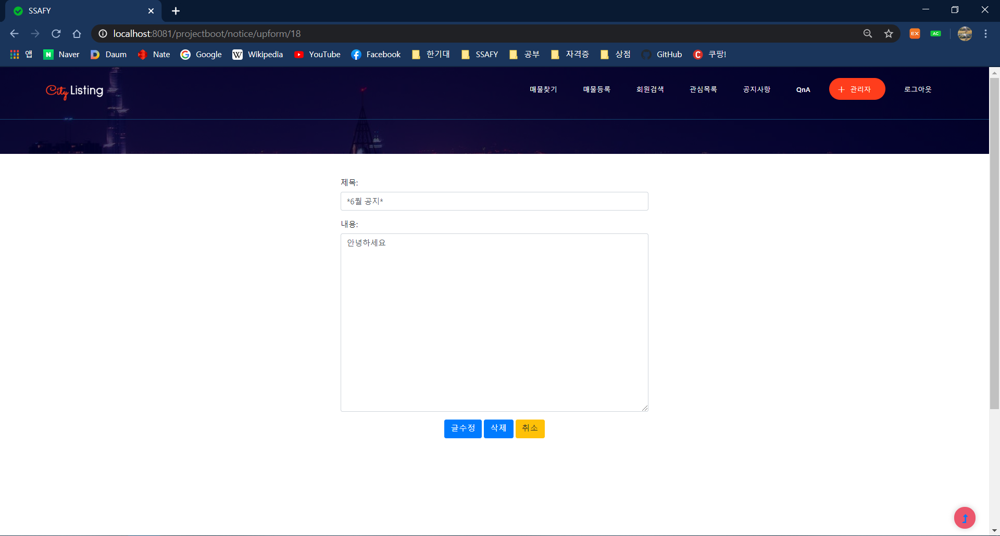 SSAFY
localhost:8081/projectboot/notice/upform/18
EX
AC
앱 Naver Daum Nate Google Wikipedia YouTube Facebook 한기대 SSAFY 공부 자격증 상점 GitHub 쿠팡!
City Listing 매물찾기 매물등록 회원검색 관심목록 공지사항 QnA + 관리자 로그아웃
제목:
*6월 공지*
내용:
안녕하세요
글수정 삭제 취소